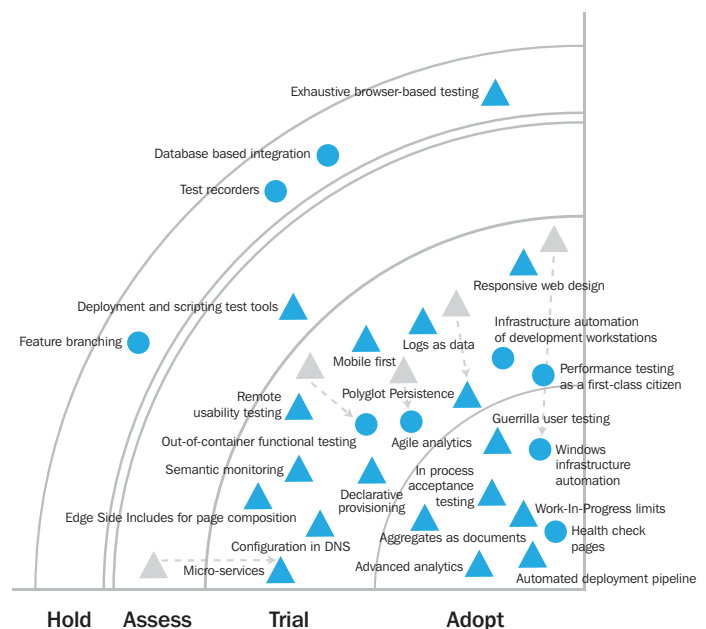 Exhaustive browser-based testing
Database based integration
Test recorders
Responsive web design
Deployment and scripting test tools
Infrastructure automation
of development workstations
Feature branching
Logs as data
Mobile first
Performance testing
as a first-class citizen
Remote
usability testing
Polyglot Persistence
Guerrilla user testing
Out-of-container functional testing
Agile analytics
Windows
infrastructure
automation
Semantic monitoring
In process
acceptance
testing
Declarative
provisioning
Edge Side Includes for page composition
Work-In-Progress limits
Configuration in DNS
Aggregates as documents
Health check
pages
Micro-services
Advanced analytics
Automated deployment pipeline
Hold
Assess
Trial
Adopt